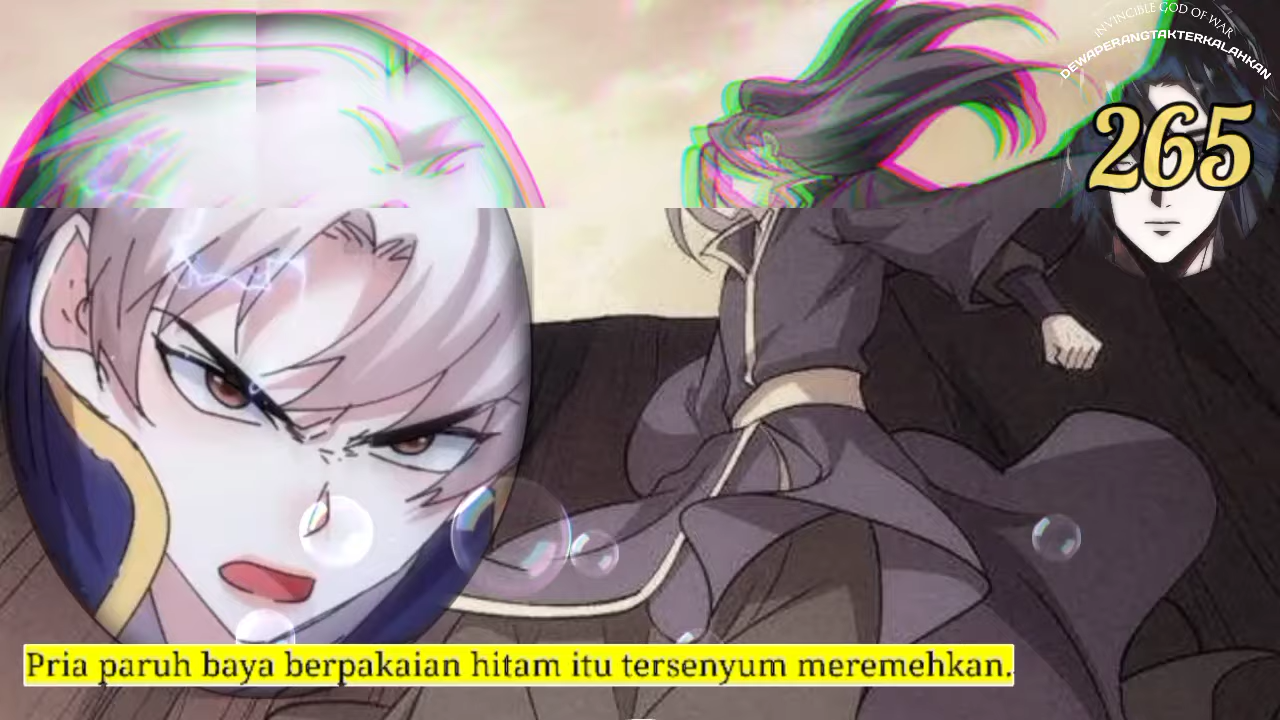 INVINCIBLE GOD OF WAR
DEWAPERANGTAKTERKALAHKAN
265
Pria paruh baya berpakaian hitam itu tersenyum meremehkan.